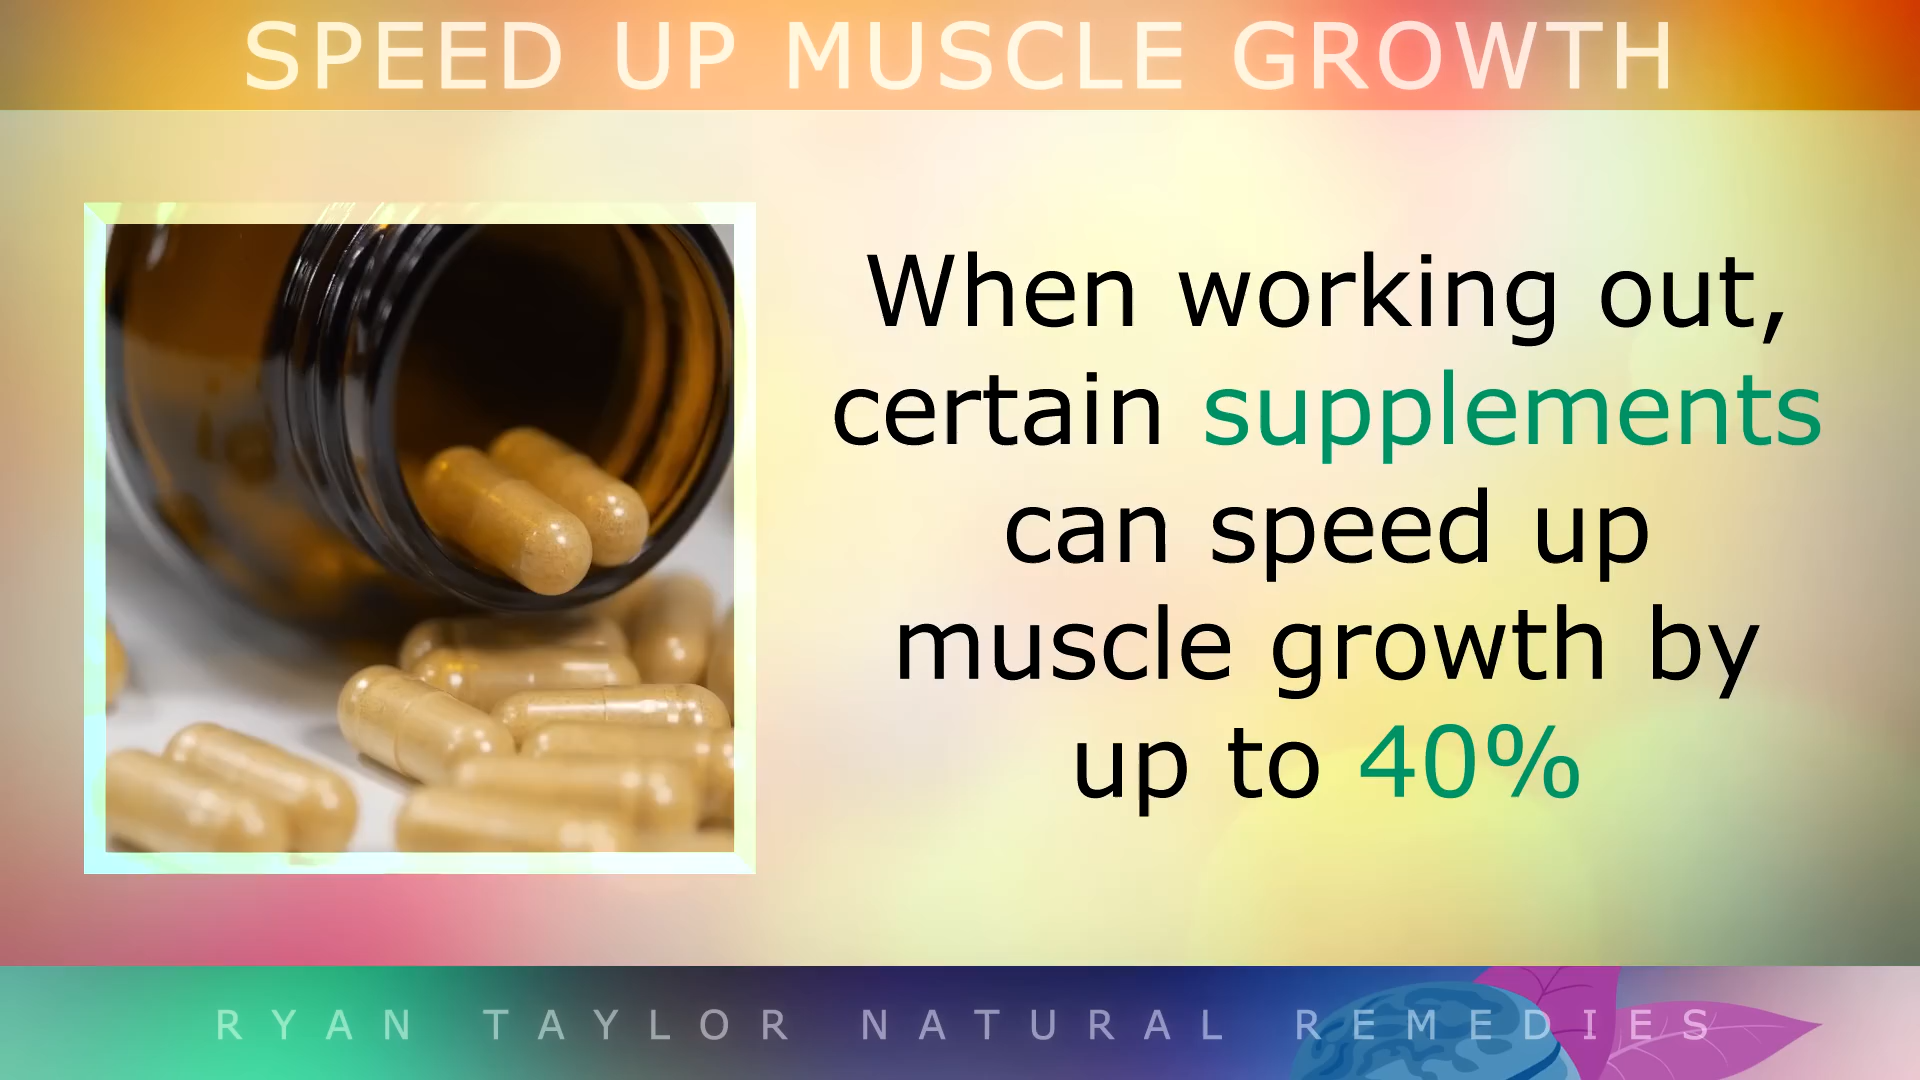 SPEED UP MUSCLE GROWTH
When working out,
certain supplements
can speed up
muscle growth by
up to 40%
RYAN TAYLOR NATURAL REMEDIES